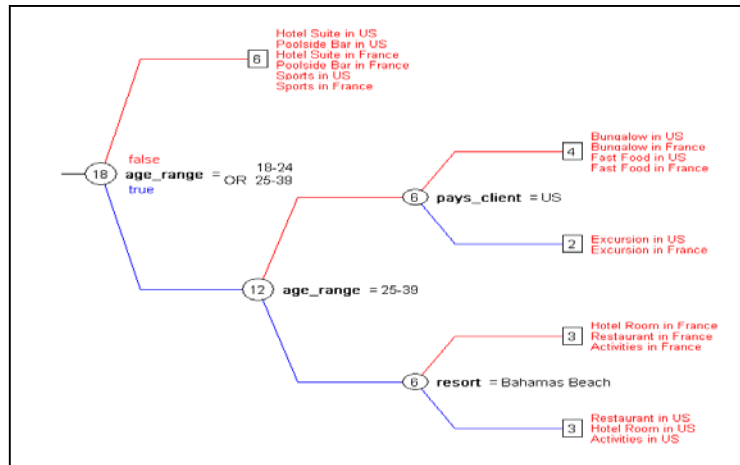 Hotel Suite in US
Poolside Bar in US
Hotel Suite in France
Poolside Bar in France
Sports in US
Sports in France
6
false
18
age_range = 18-24
OR 25-39
true
Bungalow in US
Bungalow in France
Fast Food in US
Fast Food in France
4
6
pays_client = US
2
Excursion in US
Excursion in France
12
age_range = 25-39
Hotel Room in France
Restaurant in France
Activities in France
3
6
resort = Bahamas Beach
Restaurant in US
Hotel Room in US
Activities in US
3